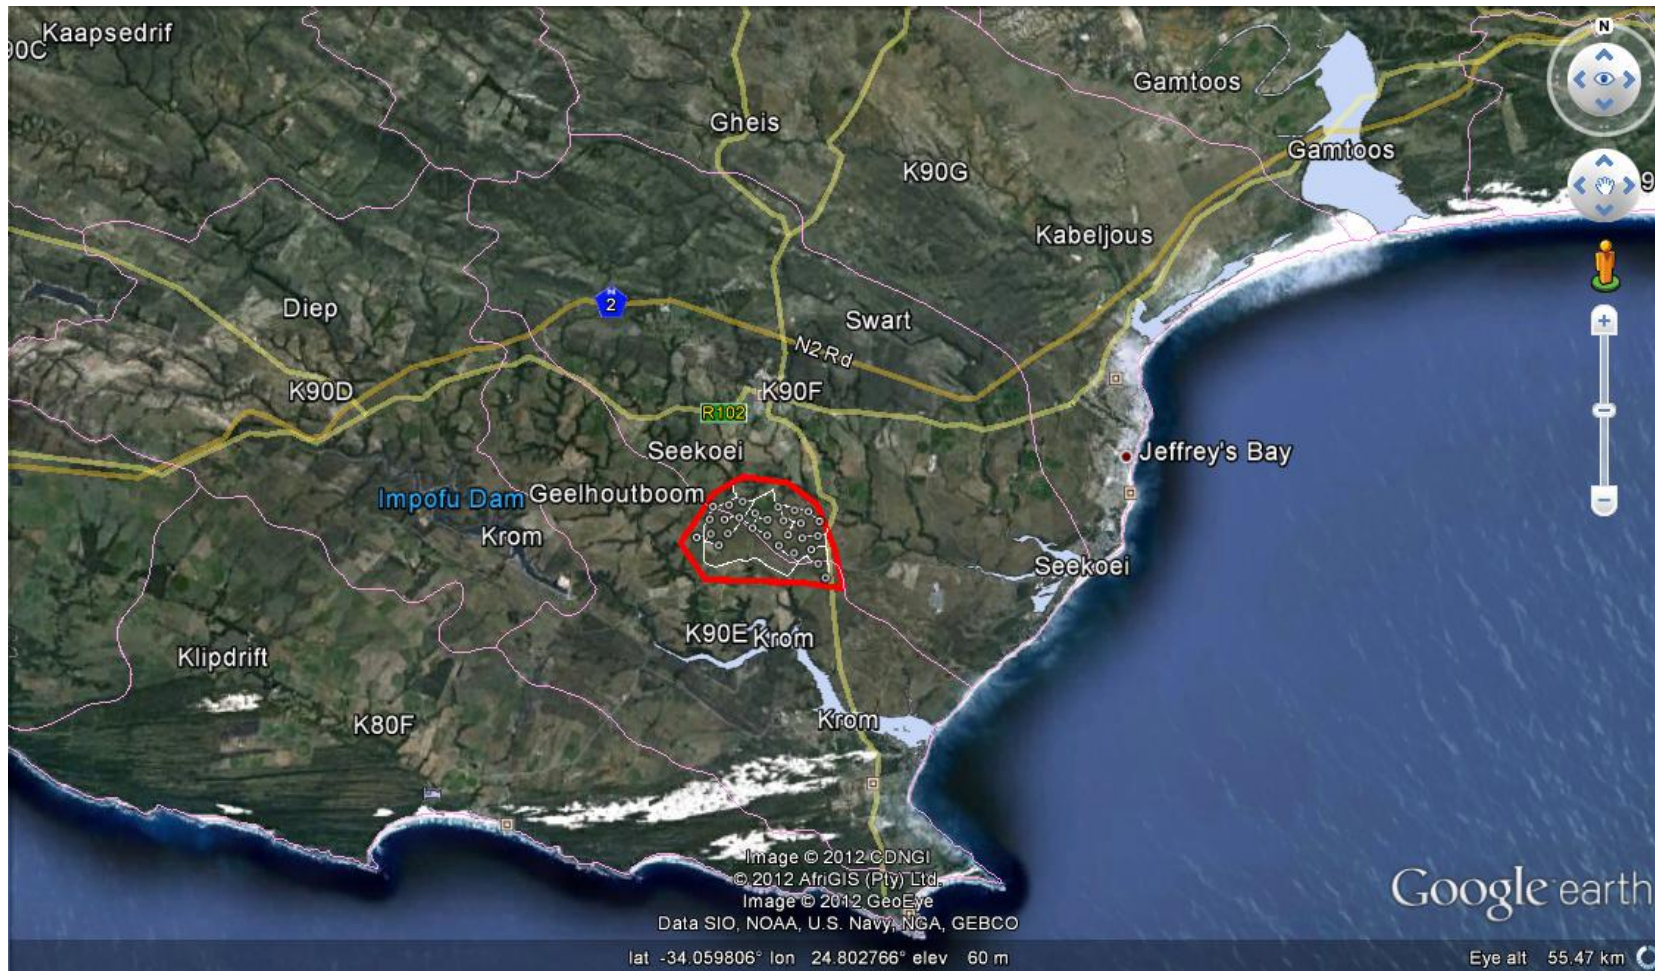 Kaapsedrif
90C
N
Gamtoos
Gheis
Gamtoos
K90G
9
Kabeljous
Diep
N
2
Swart
N2 Rd
K90D
K90F
R102
Seekoei
Jeffrey's Bay
Impofu Dam
Geelhoutboom
Krom
Seekoei
K90E
Krom
Klipdrift
Krom
K80F
Image © 2012 CDNGI
© 2012 AfriGIS (Pty) Ltd.
Image © 2012 GeoEye
Data SIO, NOAA, U.S. Navy, NGA, GEBCO
Google earth
lat -34.059806° lon 24.802766° elev 60 m
Eye alt 55.47 km